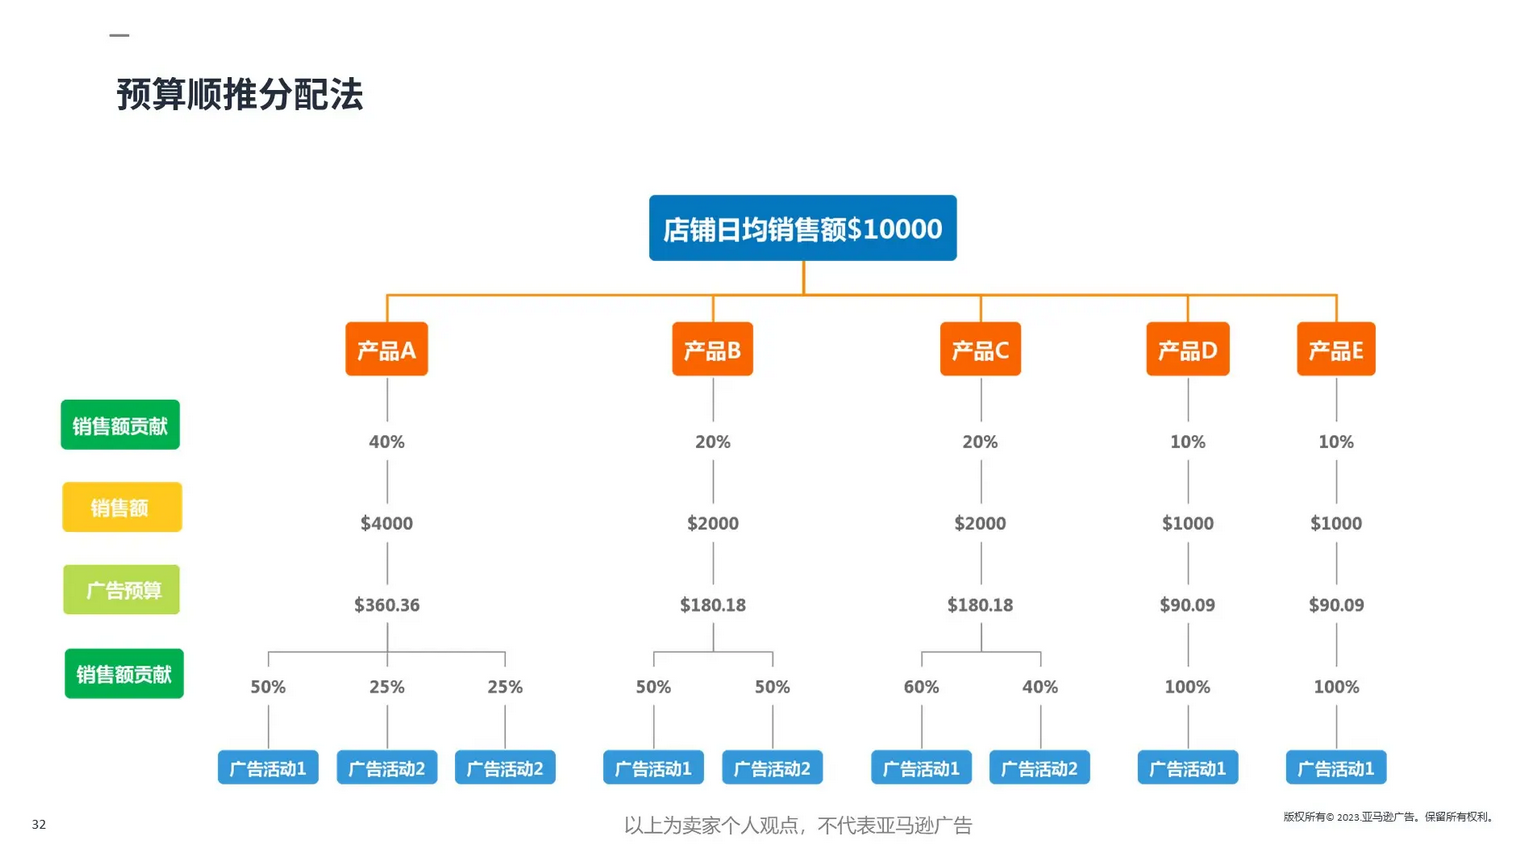 预算顺推分配法
店铺日均销售额$10000
产品A
产品B
产品C
产品D
产品E
销售额贡献
40%
20%
20%
10%
10%
销售额
$4000
$2000
$2000
$1000
$1000
广告预算
$360.36
$180.18
$180.18
$90.09
$90.09
销售额贡献
50%
25%
25%
50%
50%
60%
40%
100%
100%
广告活动1
广告活动2
广告活动2
广告活动1
广告活动2
广告活动1
广告活动2
广告活动1
广告活动1
32
以上为卖家个人观点，不代表亚马逊广告
版权所有© 2023.亚马逊广告。保留所有权利。